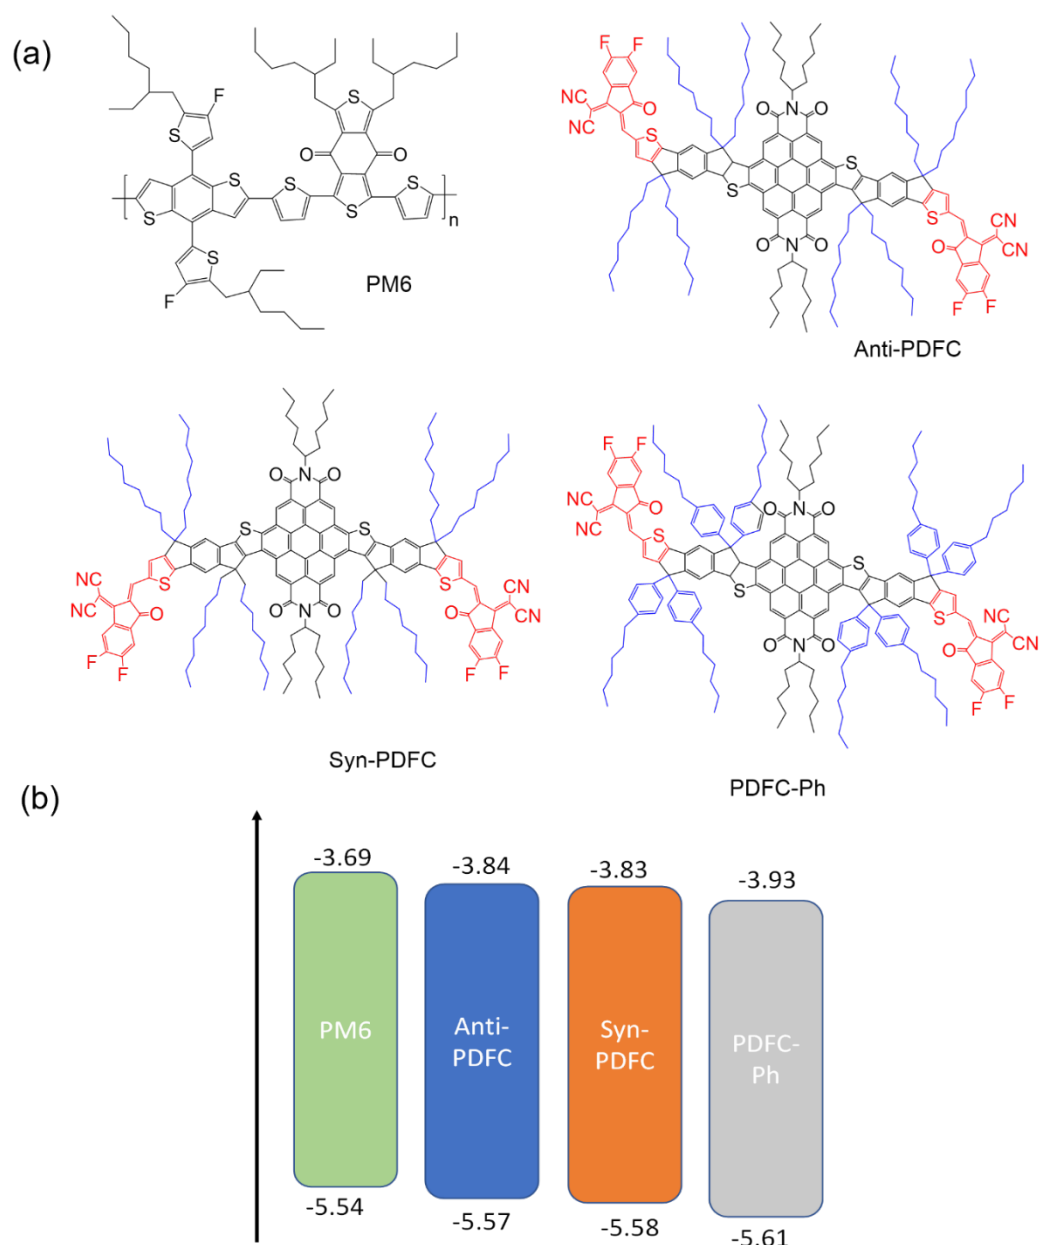 (a)
F
S
S
S
S
O
O
S
S
S
S
F
n
PM6
F
F
NC
NC
O
S
O
N
O
S
S
O
N
O
S
NC
CN
O
F
F
Anti-PDFC
O
N
O
S
S
NC
CN
S
O
F
F
O
N
O
S
CN
CN
O
F
F
Syn-PDFC
F
F
NC
NC
O
S
O
N
O
S
S
O
N
O
S
NC
CN
O
F
F
PDFC-Ph
(b)
-3.69
-3.84
-3.83
-3.93
PM6
Anti-
PDFC
Syn-
PDFC
PDFC-
Ph
-5.54
-5.57
-5.58
-5.61